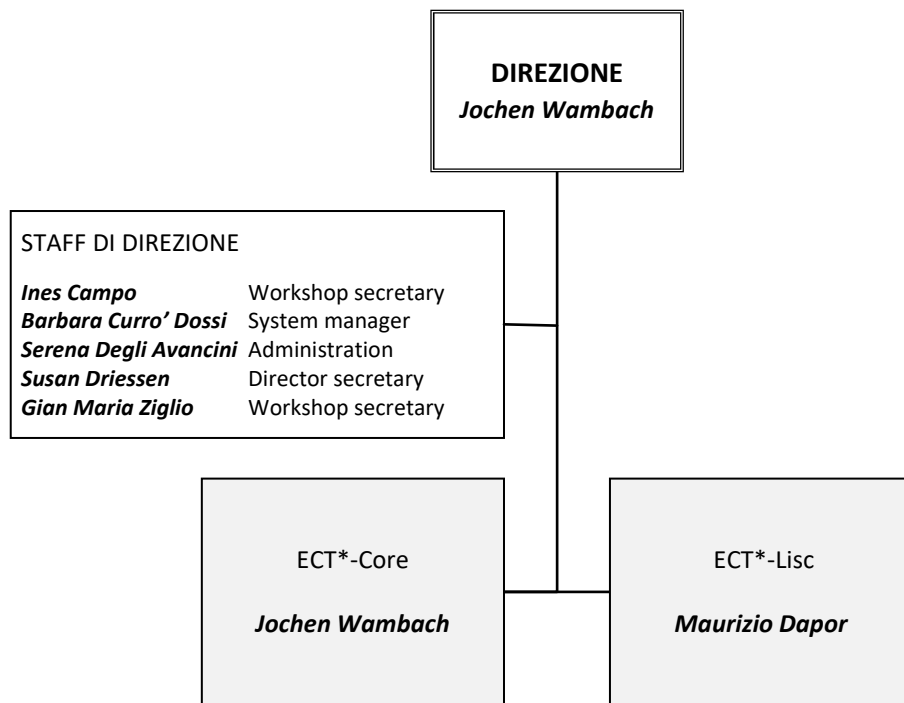 DIREZIONE
Jochen Wambach
STAFF DI DIREZIONE
Ines Campo Workshop secretary
Barbara Curro’ Dossi System manager
Serena Degli Avancini Administration
Susan Driessen Director secretary
Gian Maria Ziglio Workshop secretary
ECT*-Core
Jochen Wambach
ECT*-Lisc
Maurizio Dapor